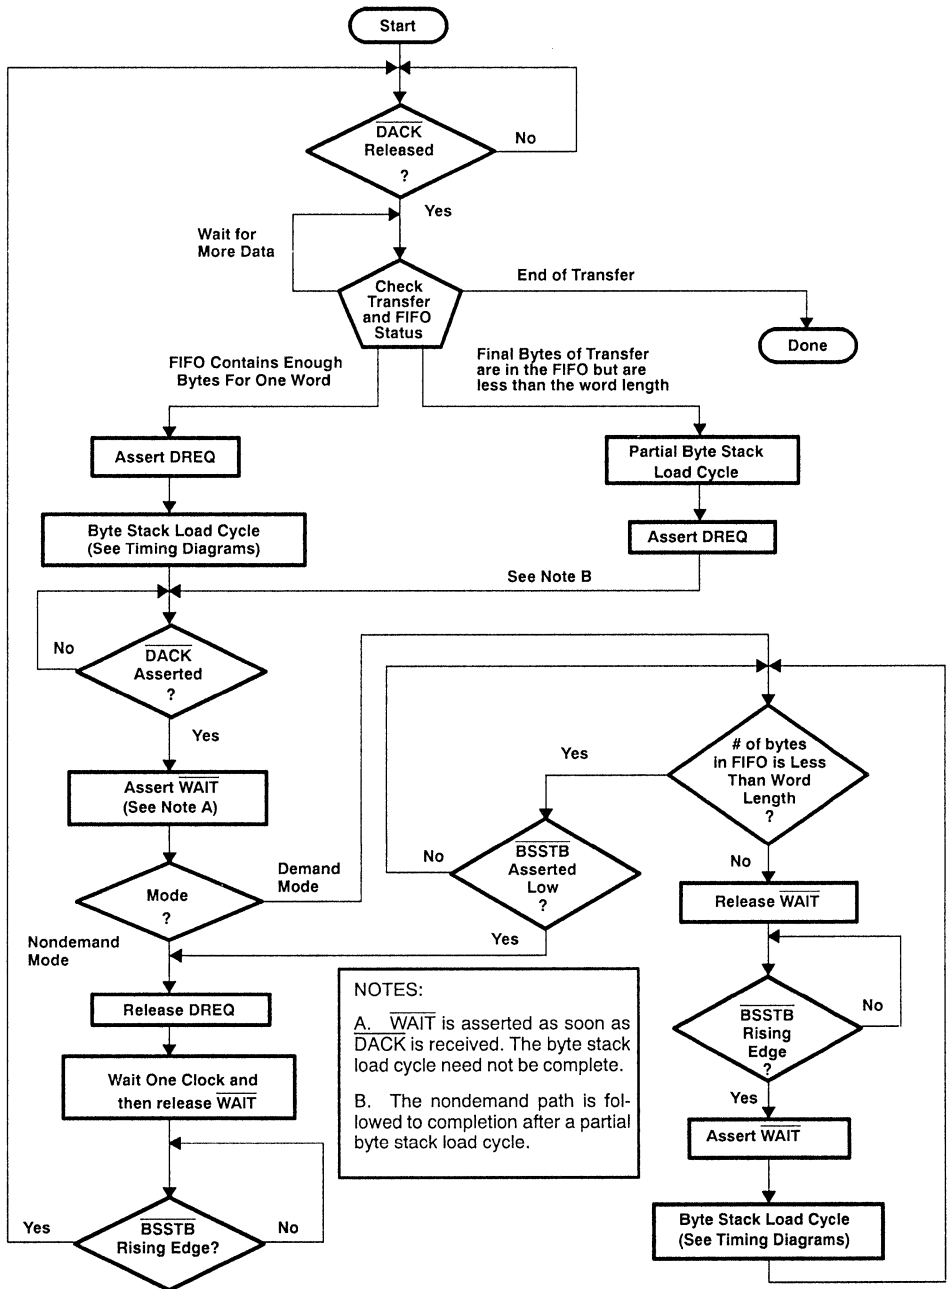 Start
DACK
Released
?
No
Yes
Wait for
More Data
Check
Transfer
and FIFO
Status
End of Transfer
Done
FIFO Contains Enough
Bytes For One Word
Final Bytes of Transfer
are in the FIFO but are
less than the word length
Assert DREQ
Partial Byte Stack
Load Cycle
Byte Stack Load Cycle
(See Timing Diagrams)
Assert DREQ
See Note B
No
DACK
Asserted
?
Yes
Assert WAIT
(See Note A)
Mode
?
Demand
Mode
Nondemand
Mode
# of bytes
in FIFO is Less
Than Word
Length
?
Yes
No
BSSTB
Asserted
Low
?
No
Yes
Release WAIT
BSSTB
Rising
Edge
?
No
Yes
Assert WAIT
Byte Stack Load Cycle
(See Timing Diagrams)
Release DREQ
Wait One Clock and
then release WAIT
BSSTB
Rising Edge?
Yes
No
NOTES:
A. WAIT is asserted as soon as
DACK is received. The byte stack
load cycle need not be complete.
B. The nondemand path is fol-
lowed to completion after a partial
byte stack load cycle.